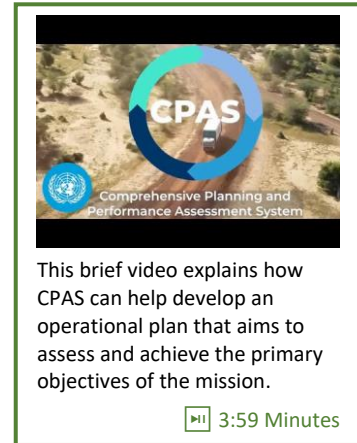 CPAS
Comprehensive Planning and
Performance Assessment System
This brief video explains how
CPAS can help develop an
operational plan that aims to
assess and achieve the primary
objectives of the mission.
3:59 Minutes